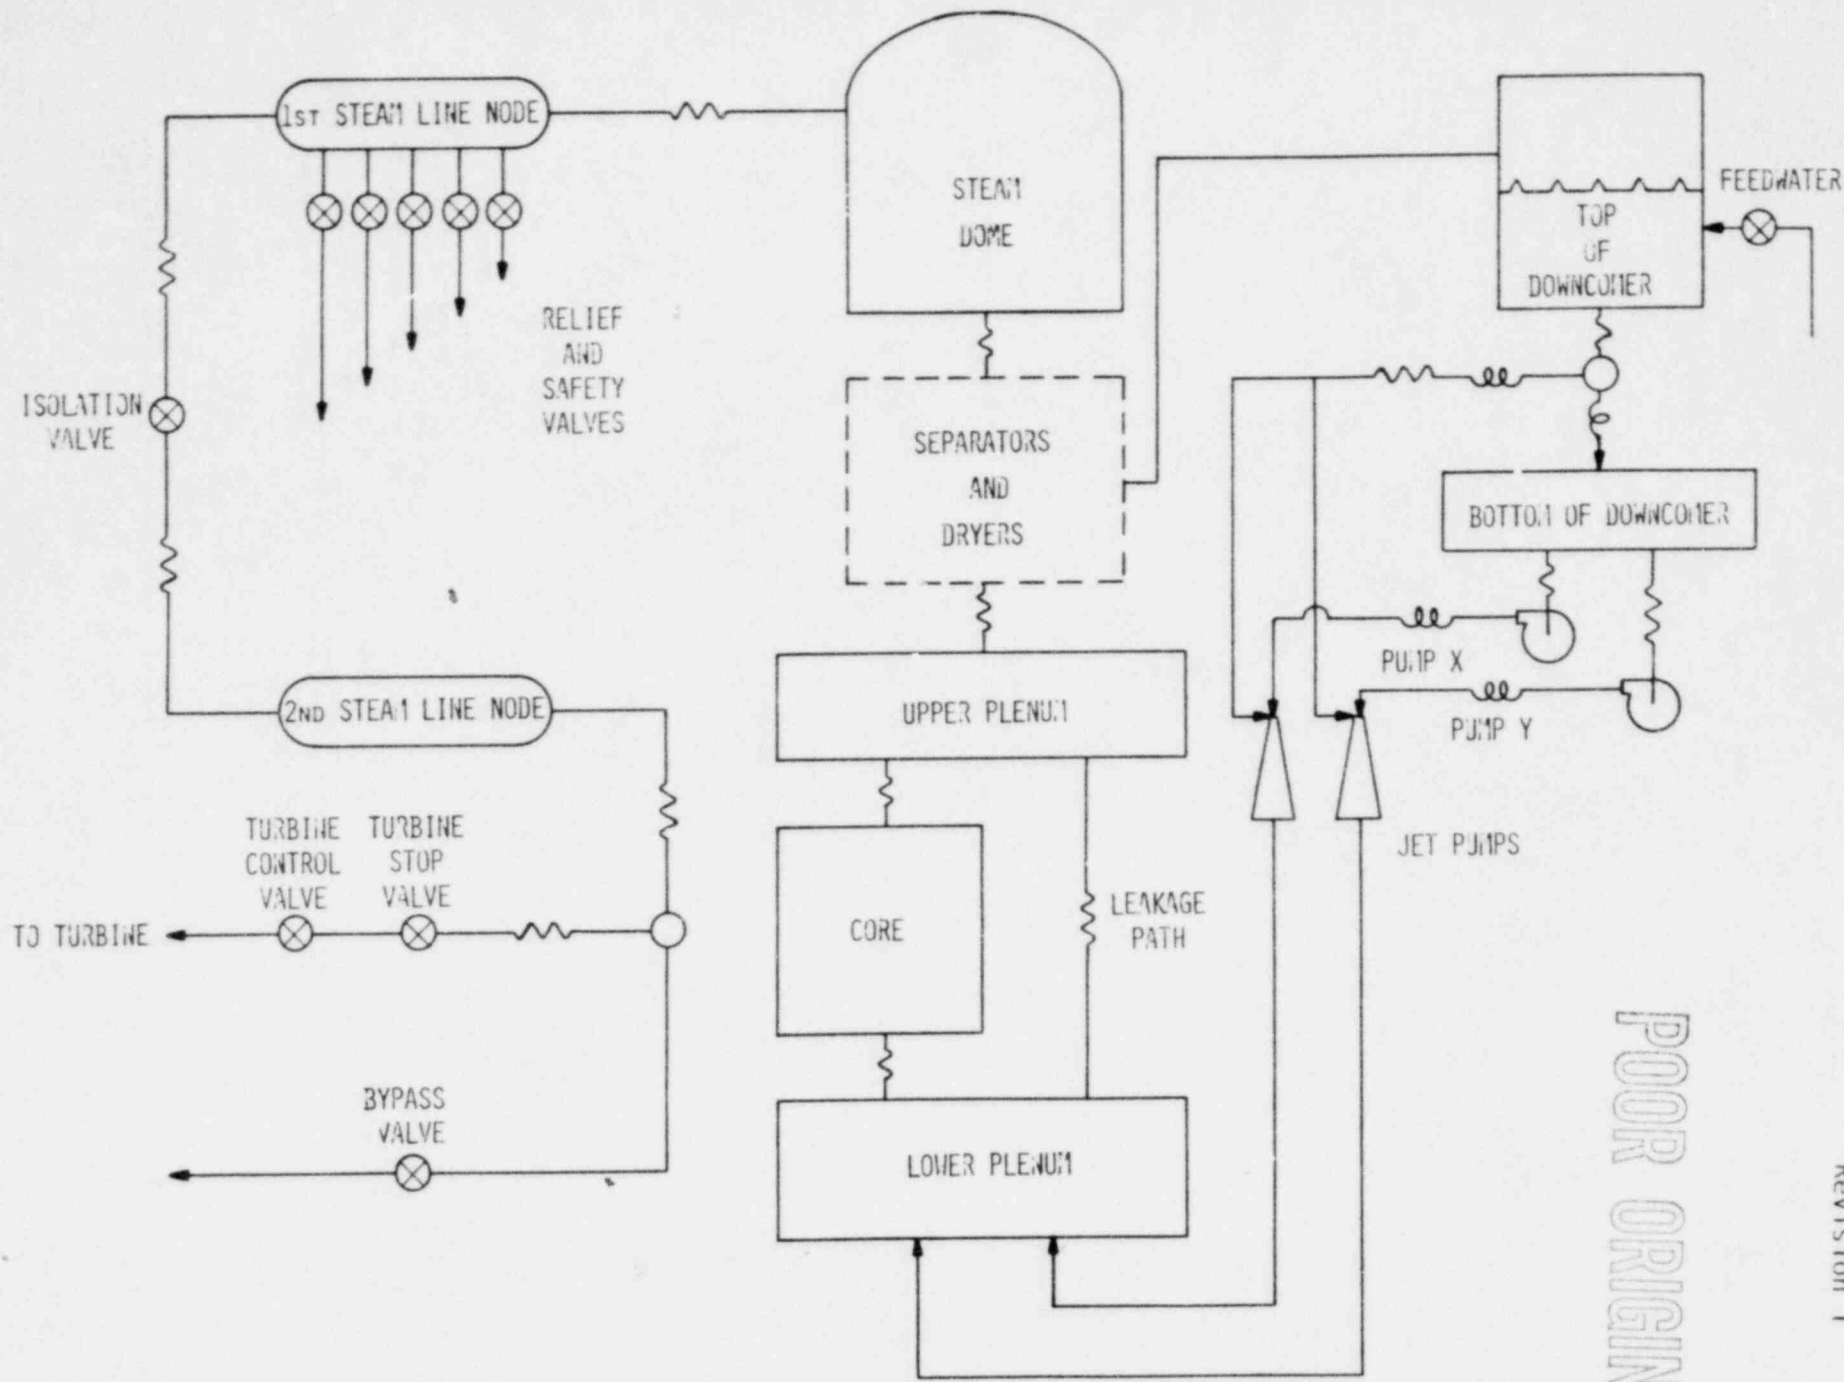 1ST STEAM LINE NODE
STEAM
DOME
FEEDWATER
TOP
OF
DOWNCOMER
RELIEF
AND
SAFETY
VALVES
ISOLATION
VALVE
SEPARATORS
AND
DRYERS
BOTTOM OF DOWNCOMER
PUMP X
2ND STEAM LINE NODE
UPPER PLENUM
PUMP Y
TURBINE
CONTROL
VALVE
TURBINE
STOP
VALVE
JET PUMPS
TO TURBINE
CORE
LEAKAGE
PATH
BYPASS
VALVE
LOWER PLENUM
POOR ORIGIN
Revision 1